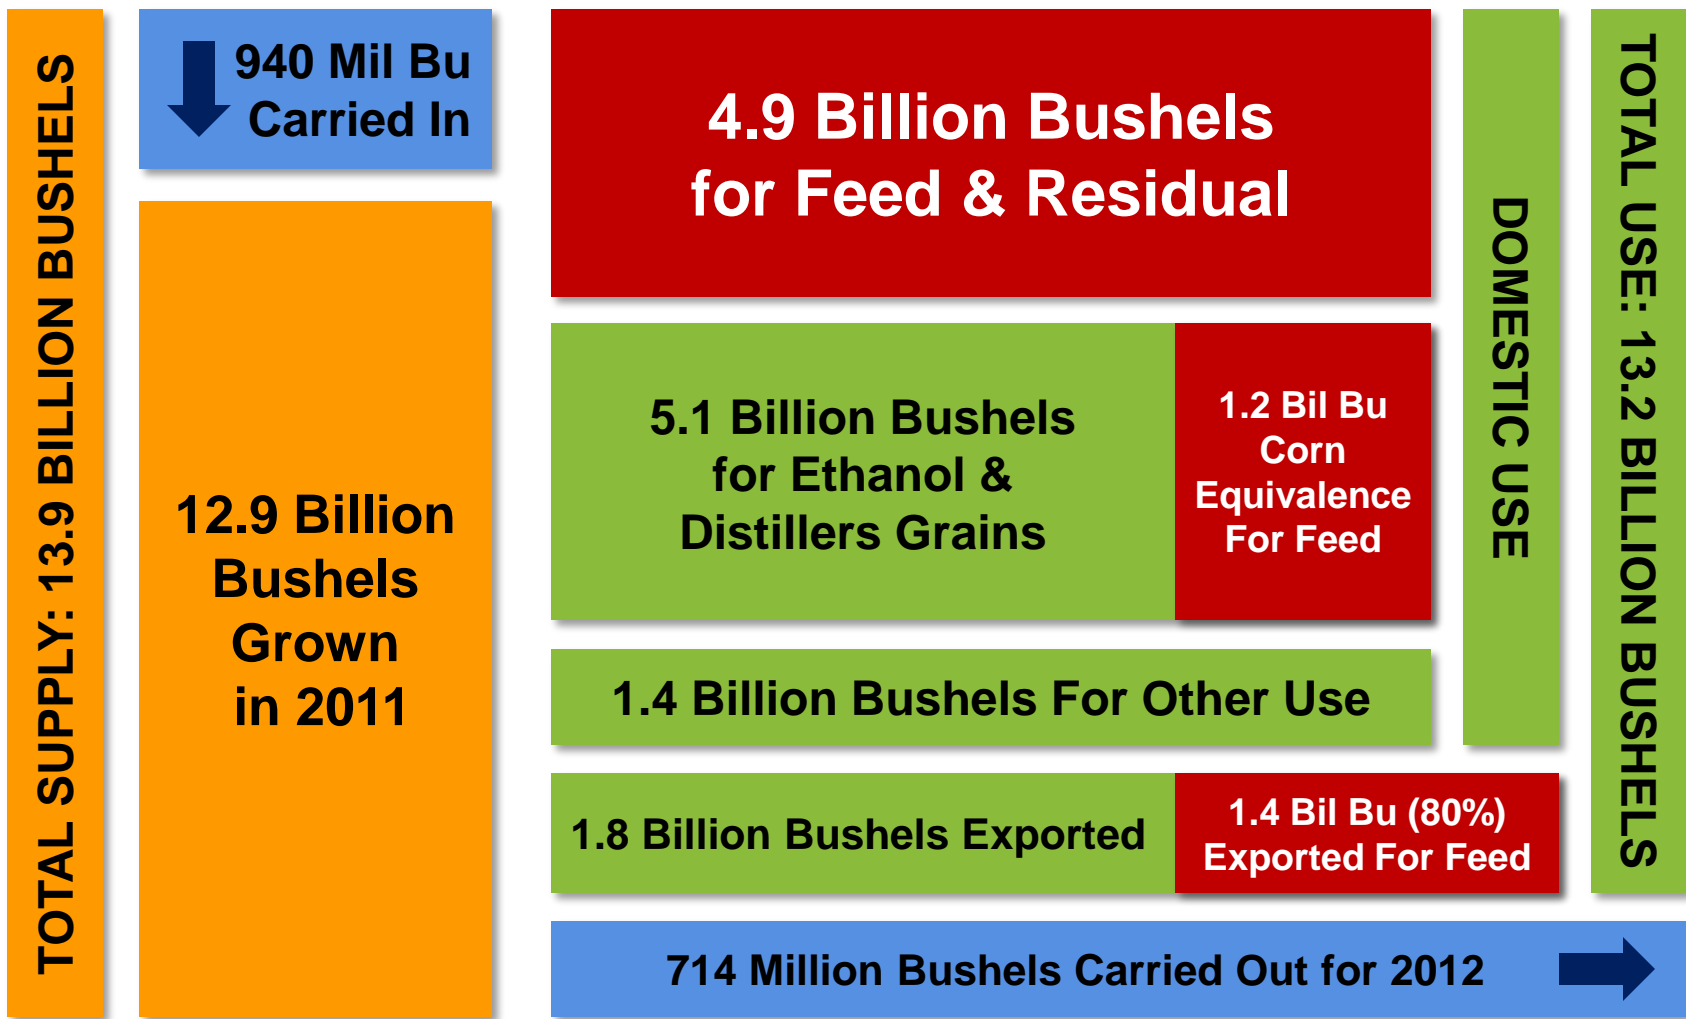 TOTAL SUPPLY: 13.9 BILLION BUSHELS
940 Mil Bu
Carried In
12.9 Billion
Bushels
Grown
in 2011
4.9 Billion Bushels
for Feed & Residual
5.1 Billion Bushels
for Ethanol &
Distillers Grains
1.2 Bil Bu
Corn
Equivalence
For Feed
1.4 Billion Bushels For Other Use
1.8 Billion Bushels Exported
1.4 Bil Bu (80%)
Exported For Feed
714 Million Bushels Carried Out for 2012
DOMESTIC USE
TOTAL USE: 13.2 BILLION BUSHELS